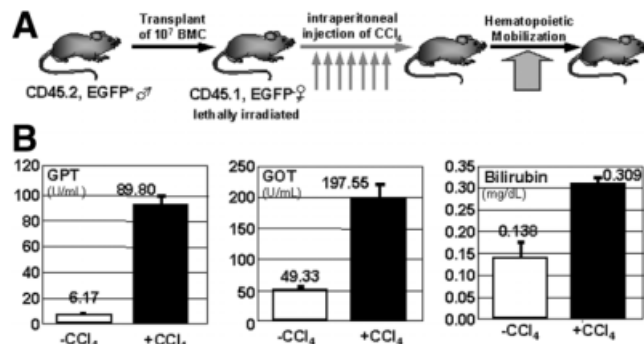 A
Transplant
of 10⁷ BMC
intraperitoneal
injection of CCl₄
Hematopoietic
Mobilization
CD45.2, EGFP⁺ ♂
CD45.1, EGFP⁻♀
lethally irradiated
B
GPT
(U/mL)
120
100
80
60
40
20
0
6.17
89.80
-CCl₄
+CCl₄
GOT
(U/mL)
250
200
150
100
50
0
49.33
197.55
-CCl₄
+CCl₄
Bilirubin
(mg/dL)
0.35
0.30
0.25
0.20
0.15
0.10
0.05
0.00
0.138
0.309
-CCl₄
+CCl₄